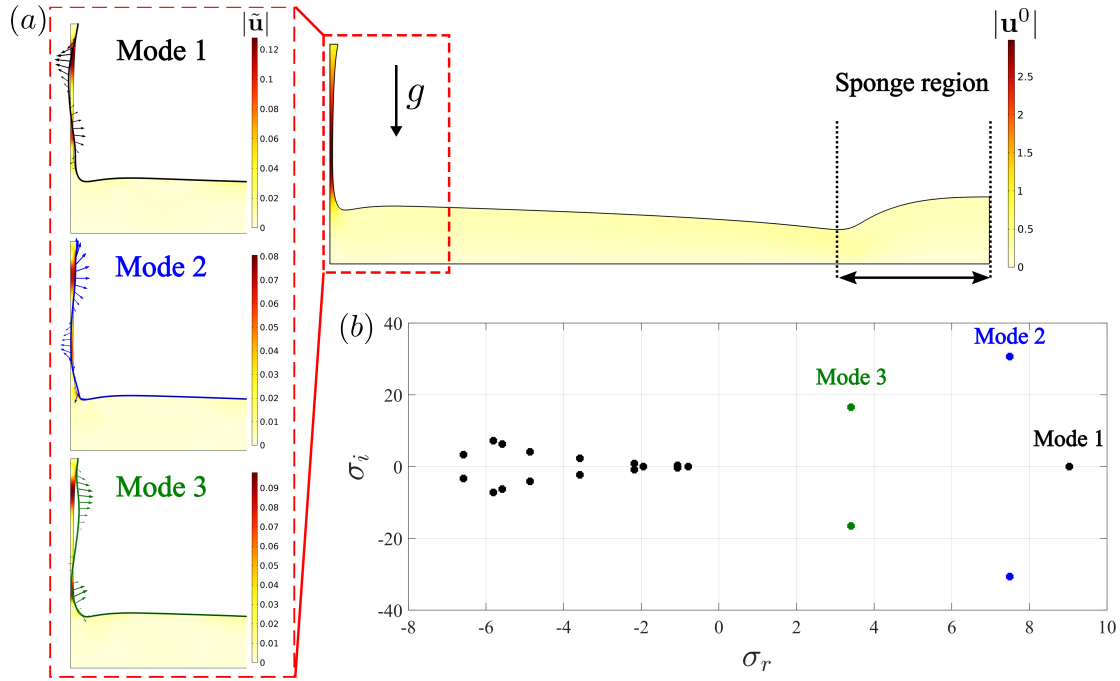 (a)
|ũ|
Mode 1
0.12
0.1
0.08
0.06
0.04
0.02
0
Mode 2
0.08
0.07
0.06
0.05
0.04
0.03
0.02
0.01
0
Mode 3
0.09
0.08
0.07
0.06
0.05
0.04
0.03
0.02
0.01
0
g
Sponge region
|u⁰|
2.5
2
1.5
1
0.5
0
(b)
40
20
0
-20
-40
σᵢ
Mode 2
Mode 3
Mode 1
-8 -6 -4 -2 0 2 4 6 8 10
σᵣ